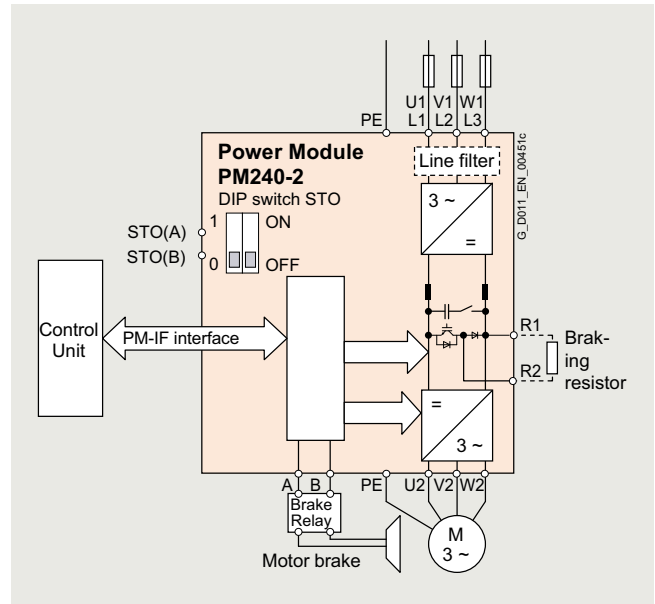 U1 V1 W1
PE L1 L2 L3
Power Module
PM240-2
DIP switch STO
Line filter
G_D011_EN_00451c
3 ~
=
STO(A)
1
ON
STO(B)
0
OFF
Control
Unit
PM-IF interface
R1
R2
Brak-
ing
resistor
=
3 ~
A B PE U2 V2 W2
Brake
Relay
Motor brake
M
3 ~